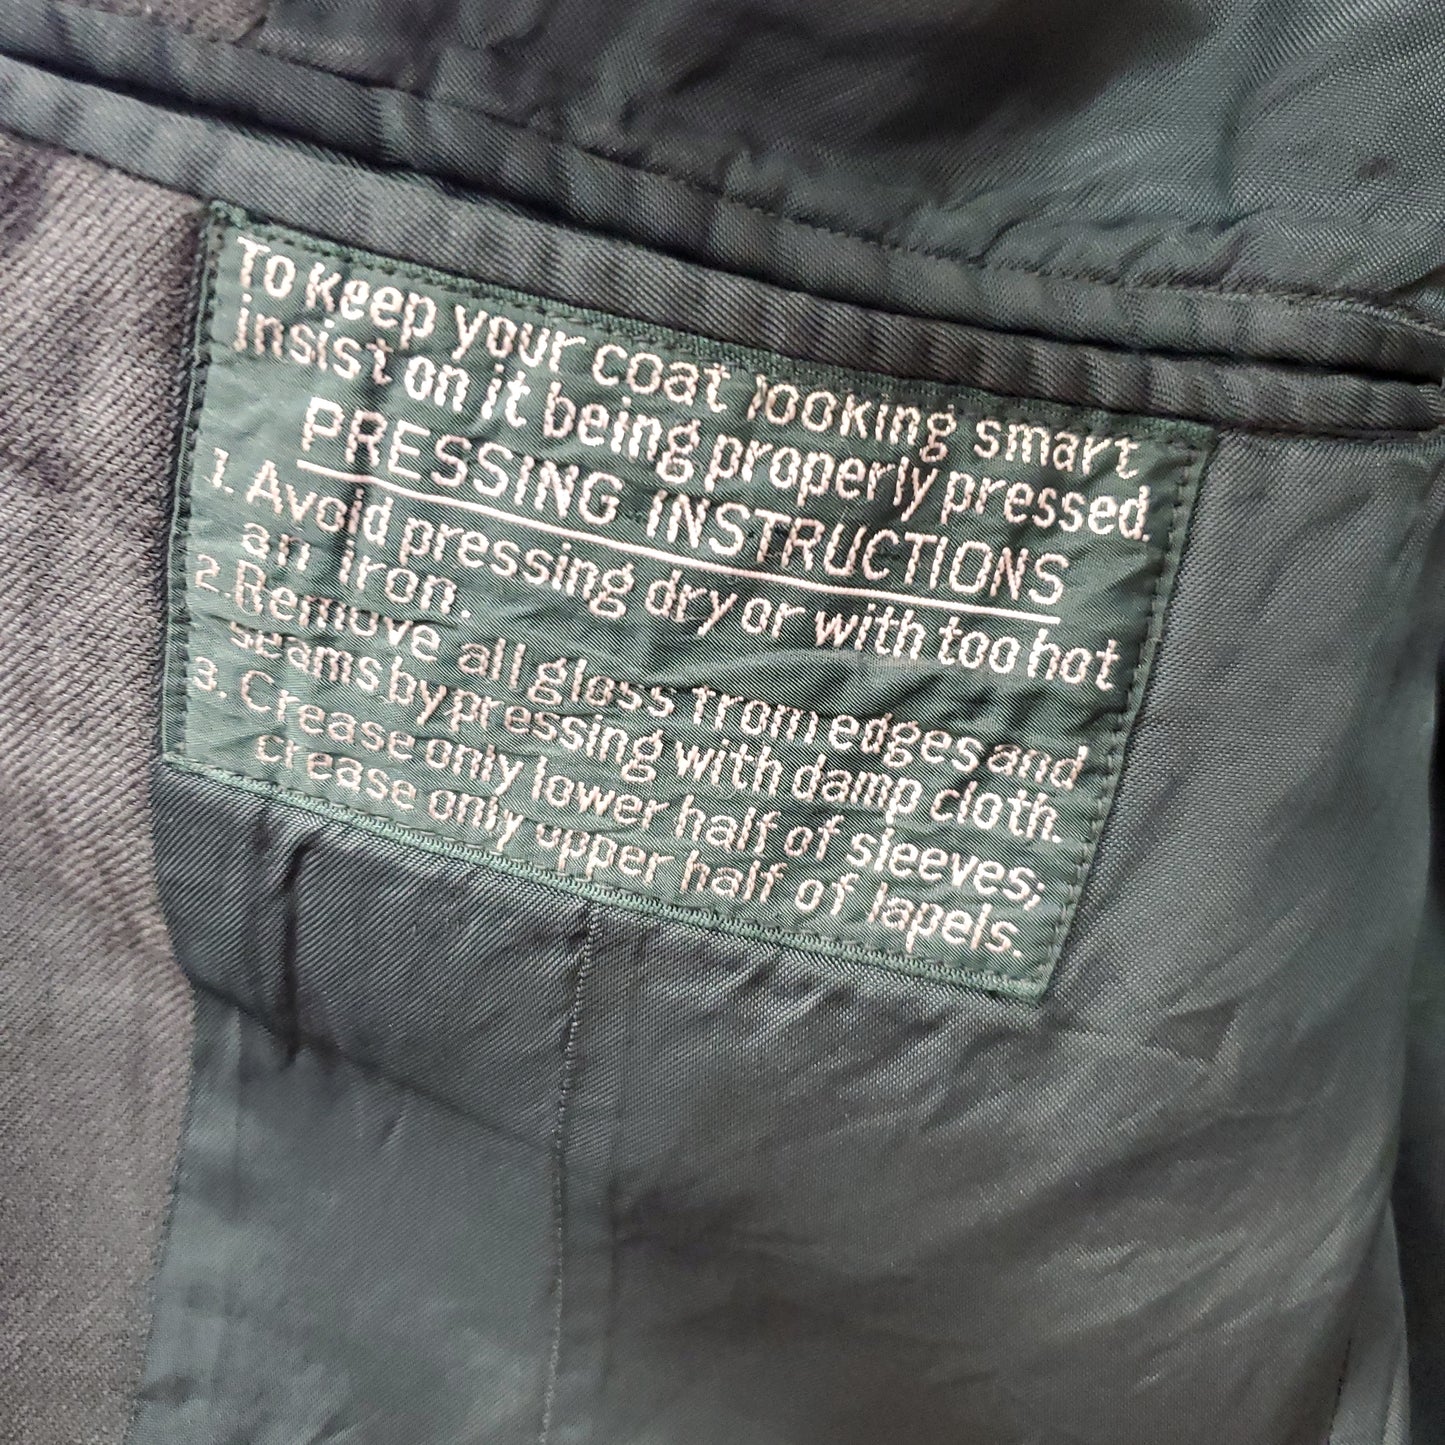 To keep your coat looking smart
insist on it being properly pressed.
PRESSING INSTRUCTIONS
1. Avoid pressing dry or with too hot
an iron.
2. Remove all gloss from edges and
seams by pressing with damp cloth.
3. Crease only lower half of sleeves;
crease only upper half of lapels.